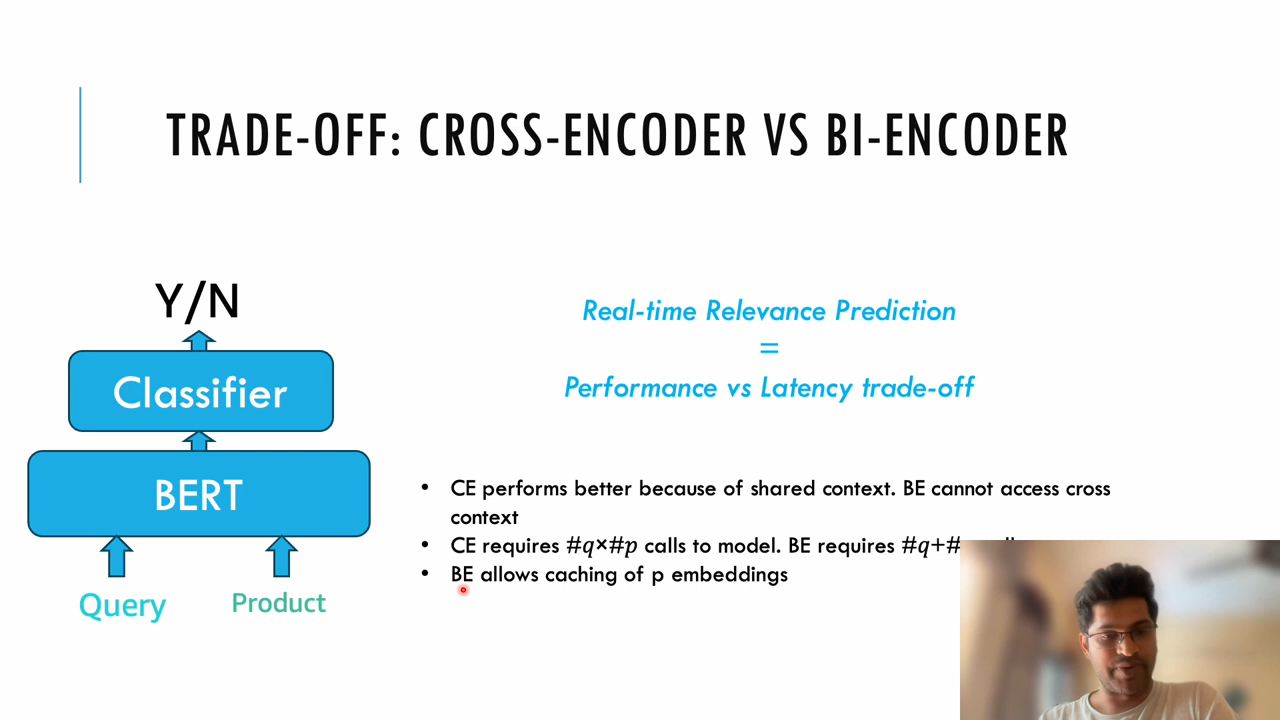 TRADE-OFF: CROSS-ENCODER VS BI-ENCODER
Y/N
Classifier
BERT
Query
Product
Real-time Relevance Prediction
=
Performance vs Latency trade-off
• CE performs better because of shared context. BE cannot access cross
context
• CE requires #q×#p calls to model. BE requires #q+#
• BE allows caching of p embeddings